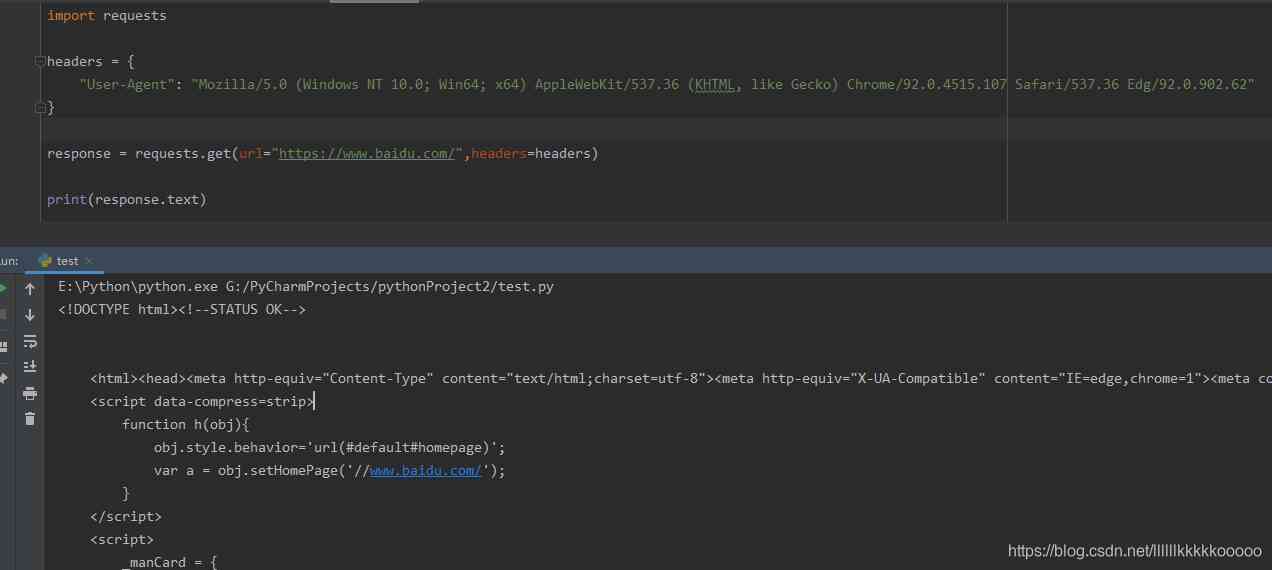 import requests
headers = {
"User-Agent": "Mozilla/5.0 (Windows NT 10.0; Win64; x64) AppleWebKit/537.36 (KHTML, like Gecko) Chrome/92.0.4515.107 Safari/537.36 Edg/92.0.902.62"
}
response = requests.get(url="https://www.baidu.com/",headers=headers)
print(response.text)
un: test
E:\Python\python.exe G:/PyCharmProjects/pythonProject2/test.py
<!DOCTYPE html><!--STATUS OK-->
<html><head><meta http-equiv="Content-Type" content="text/html;charset=utf-8"><meta http-equiv="X-UA-Compatible" content="IE=edge,chrome=1"><meta co
<script data-compress=strip>
function h(obj){
obj.style.behavior='url(#default#homepage)';
var a = obj.setHomePage('//www.baidu.com/');
}
</script>
<script>
_manCard = {